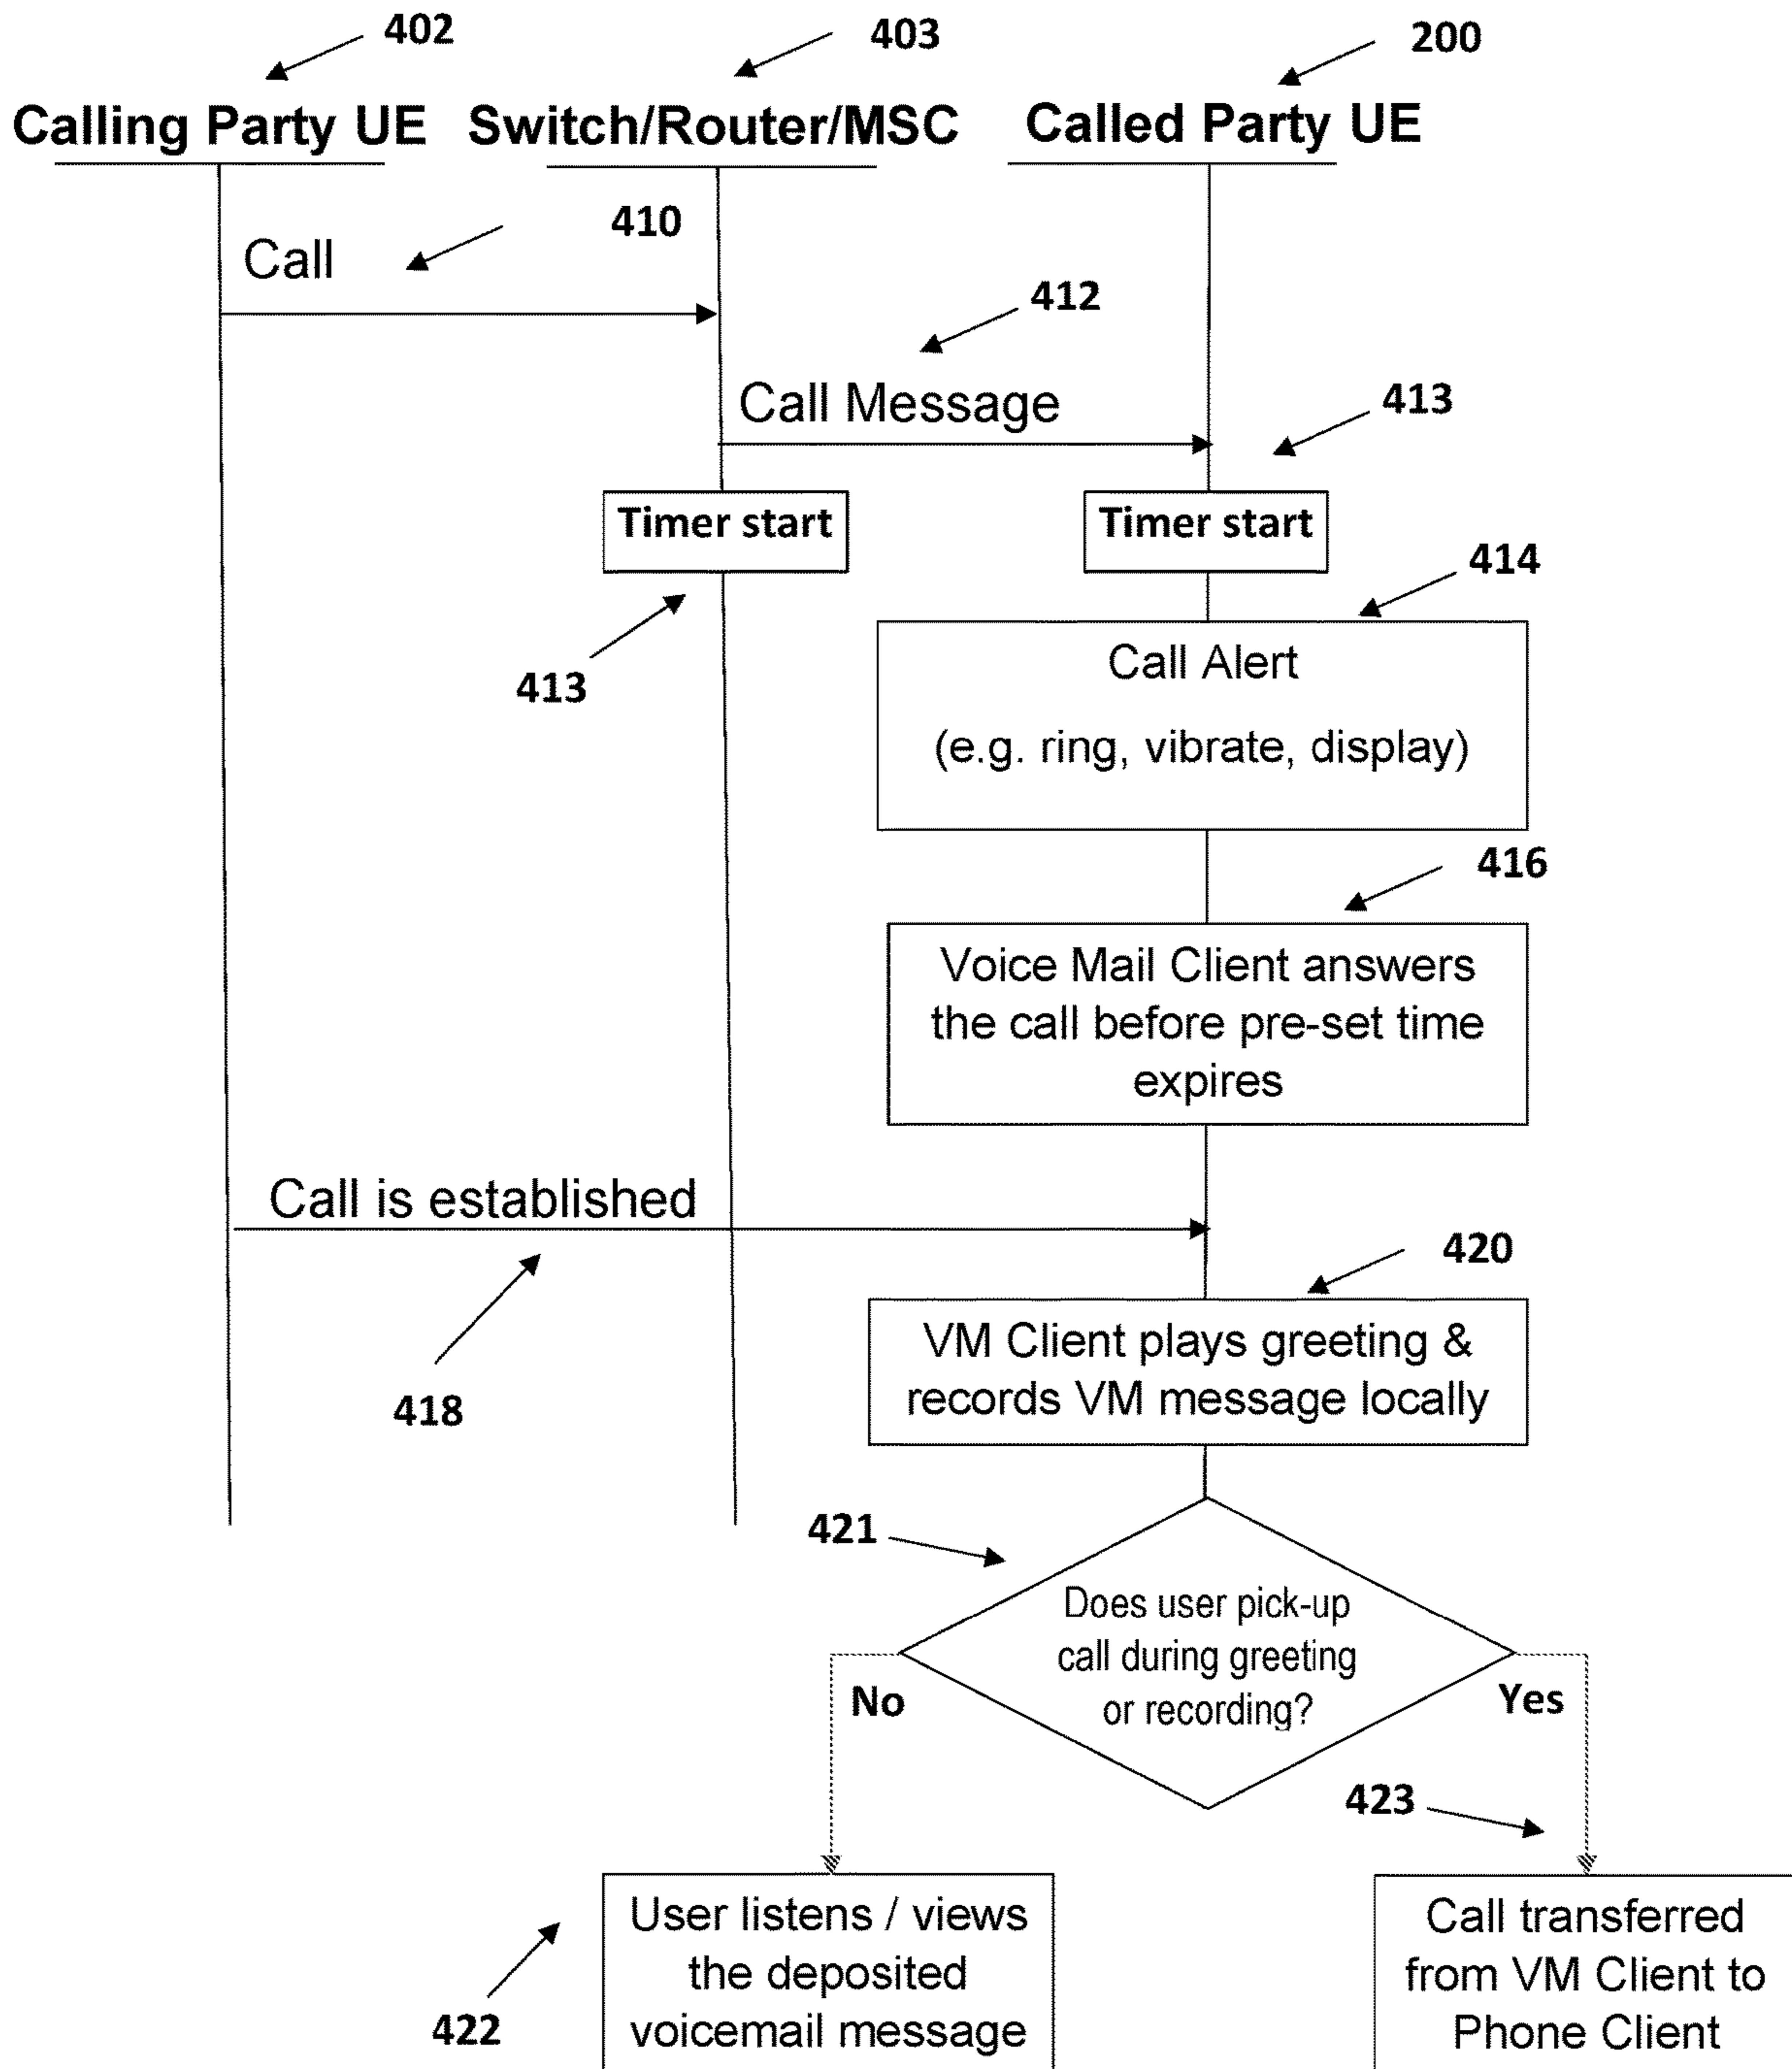 402
403
200
Calling Party UE
Switch/Router/MSC
Called Party UE
410
Call
412
Call Message
413
Timer start
Timer start
413
414
Call Alert
(e.g. ring, vibrate, display)
416
Voice Mail Client answers
the call before pre-set time
expires
Call is established
418
420
VM Client plays greeting &
records VM message locally
421
Does user pick-up
call during greeting
or recording?
No
Yes
423
422
User listens / views
the deposited
voicemail message
Call transferred
from VM Client to
Phone Client